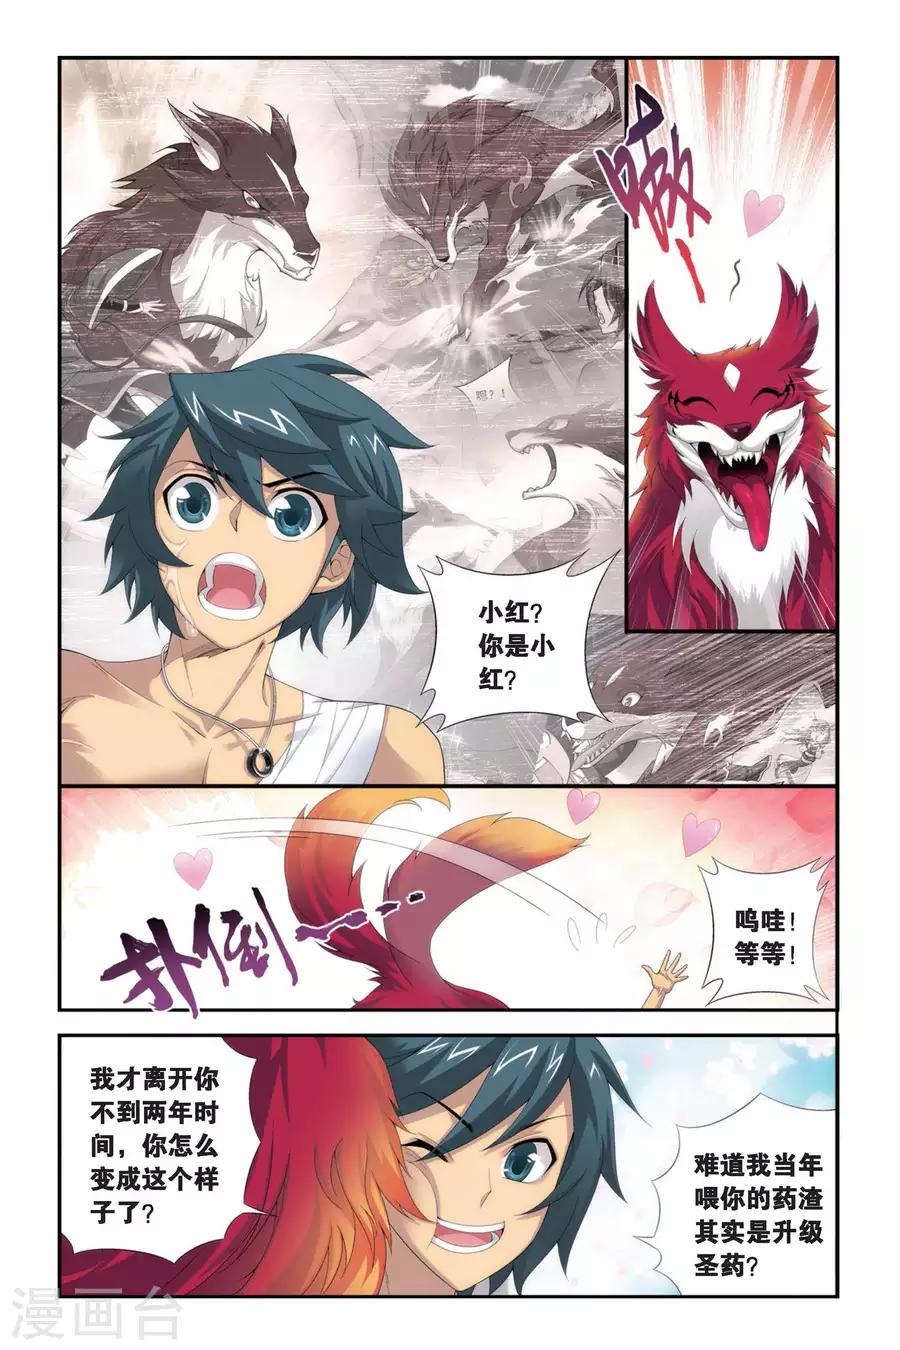 嗯？！
小红？
你是小
红？
嗷！
扑倒
呜哇！
等等！
我才离开你
不到两年时
间，你怎么
变成这个样
子了？
难道我当年
喂你的药渣
其实是升级
圣药？
漫画台